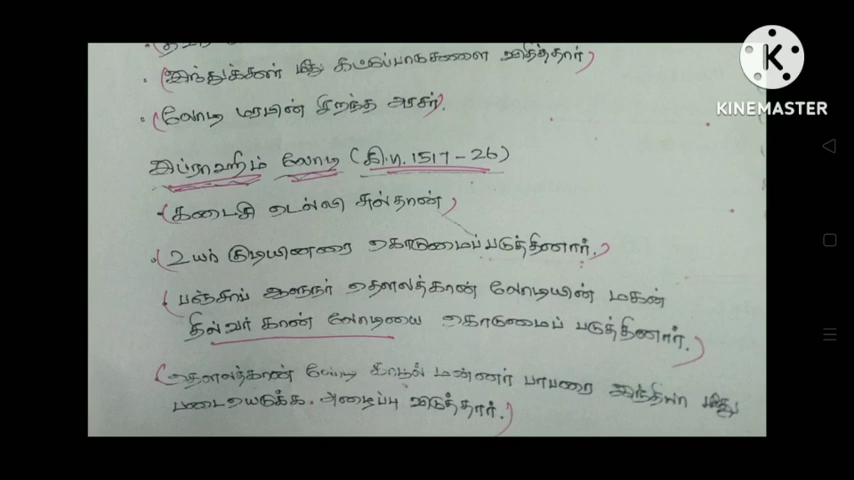 KINEMASTER
இந்துக்கள் மீது கட்டுப்பாடுகளை விதித்தார்
லோடி மரபின் சிறந்த அரசர்.
இப்ராஹிம் லோடி (கி.பி. 1517 - 26)
கடைசி டெல்லி சுல்தான்
உயர் குடியினரை கொடுமைப்படுத்தினார்.
பஞ்சாப் ஆளுநர் தௌலத்கான் லோடியின் மகன்
தில்வர் கான் லோடியை கொடுமைப் படுத்தினார்.
தௌலத்கான் லோடி காபூல் மன்னர் பாபரை இந்தியா மீது
படையெடுக்க அழைப்பு விடுத்தார்.